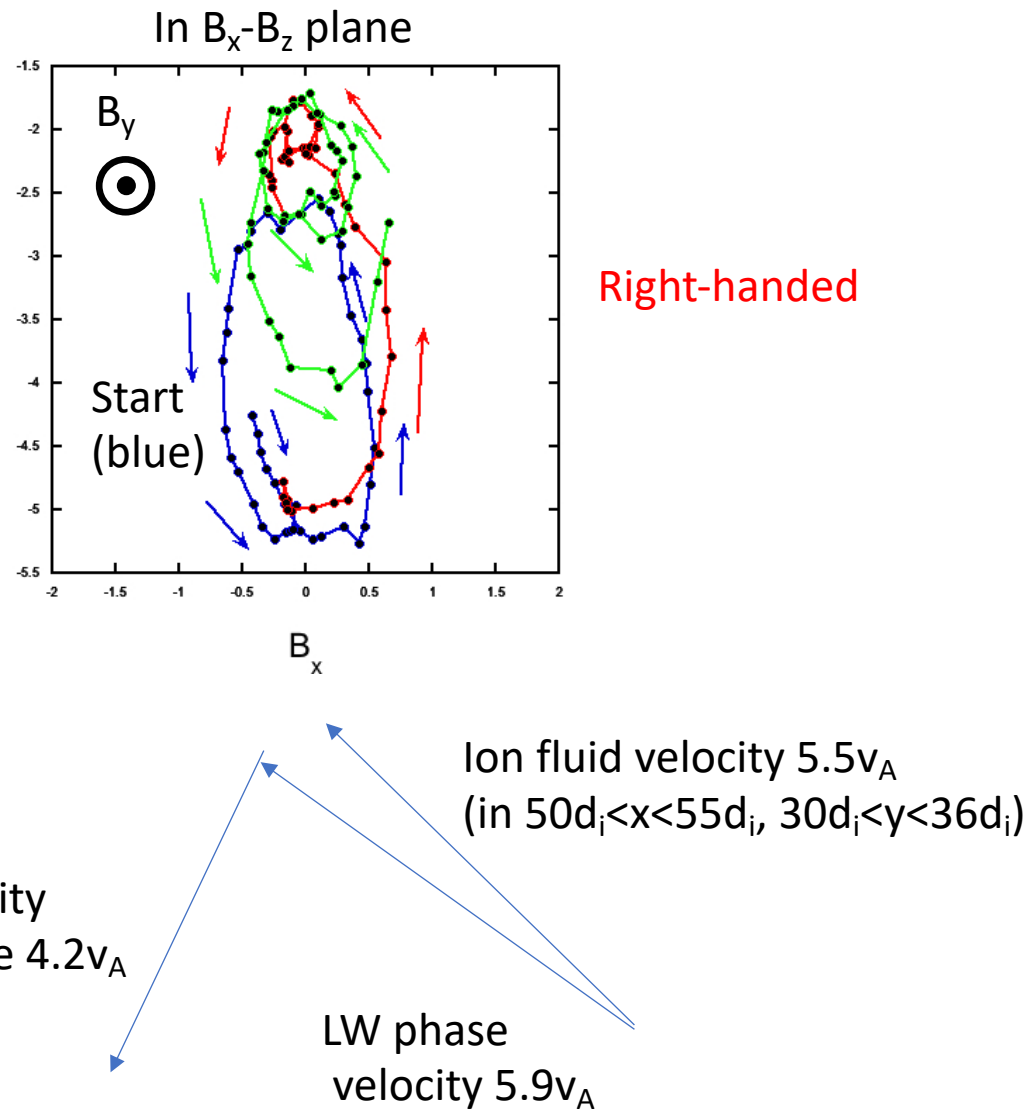 In Bx-Bz plane
-1.5
By
-2
-2.5
-3
Right-handed
-3.5
-4
Start
(blue)
-4.5
-5
-5.5
-2 -1.5 -1 -0.5 0 0.5 1 1.5 2
Bx
Ion fluid velocity 5.5vA
(in 50di<x<55di, 30di<y<36di)
ity
e 4.2vA
LW phase
velocity 5.9vA